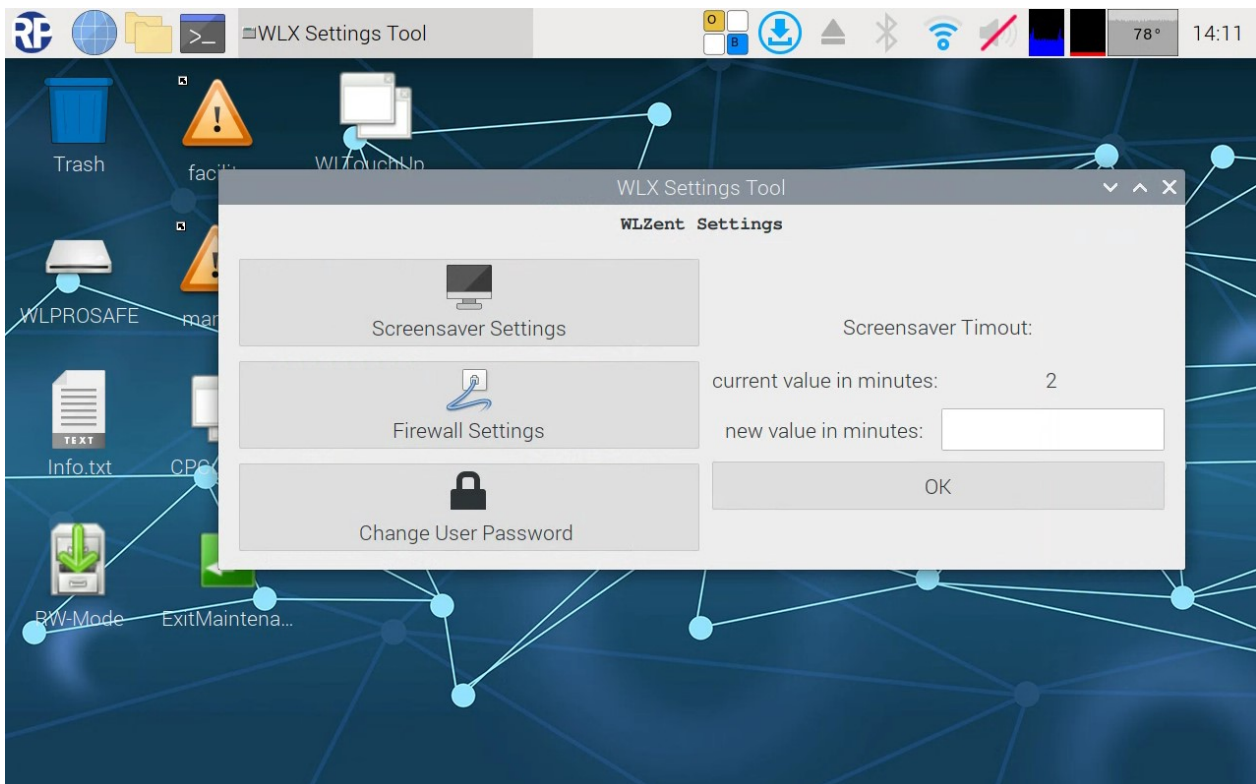 RP
>_
WLX Settings Tool
O
B
78°
14:11
Trash
WLTouchUp
WLX Settings Tool
WLZent Settings
Screensaver Settings
Screensaver Timout:
WLPROSAFE
current value in minutes: 2
Firewall Settings
new value in minutes:
TEXT
Info.txt
OK
Change User Password
RW-Mode
ExitMaintena...